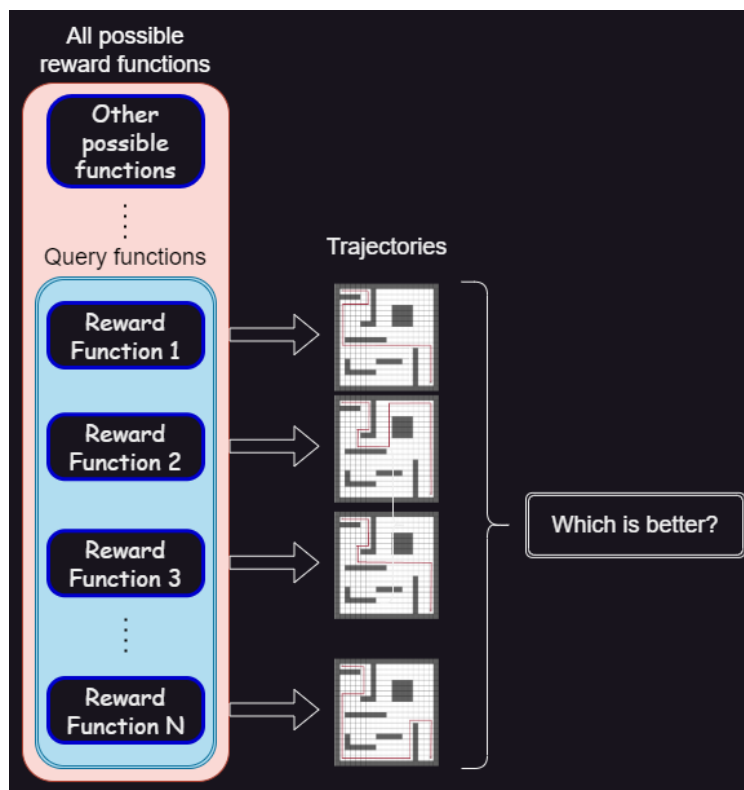 All possible
reward functions
Other
possible
functions
Query functions
Trajectories
Reward
Function 1
Reward
Function 2
Reward
Function 3
Reward
Function N
Which is better?